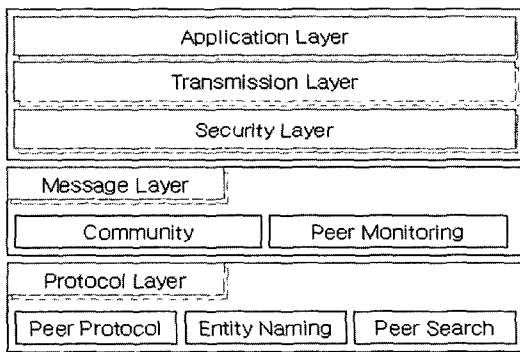 Application Layer
Transmission Layer
Security Layer
Message Layer
Community Peer Monitoring
Protocol Layer
Peer Protocol Entity Naming Peer Search